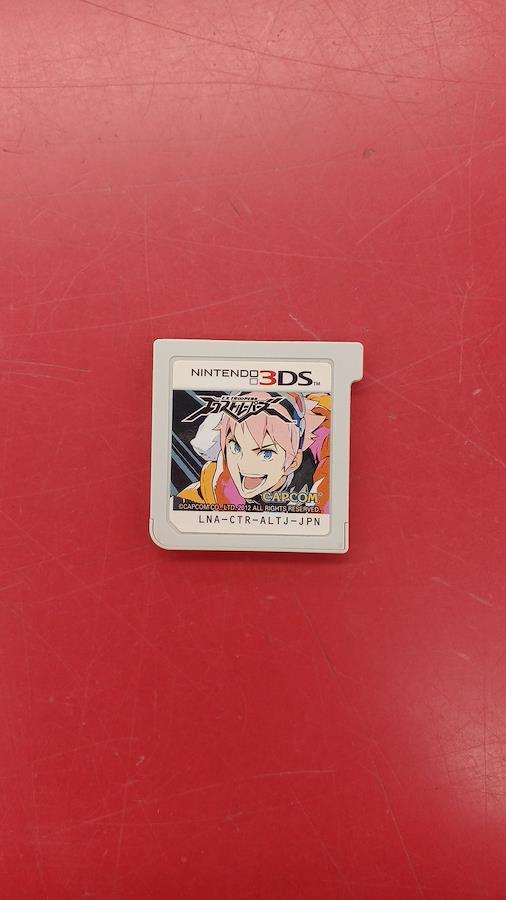 NINTENDO 3DS™
E.X. TROOPERS
エクストルーパーズ
CAPCOM
©CAPCOM CO., LTD. 2012 ALL RIGHTS RESERVED.
LNA-CTR-ALTJ-JPN